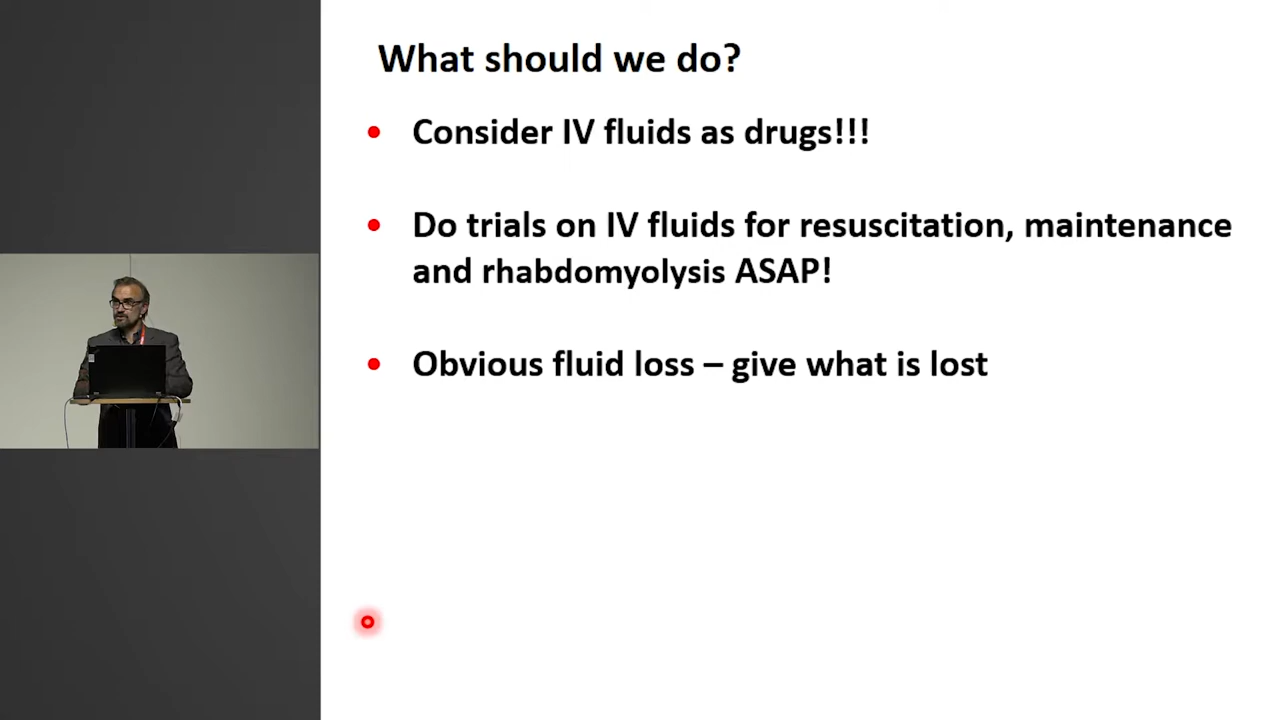 What should we do?
• Consider IV fluids as drugs!!!
• Do trials on IV fluids for resuscitation, maintenance
and rhabdomyolysis ASAP!
• Obvious fluid loss – give what is lost